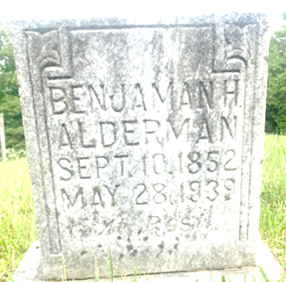 BENJAMAN H.
ALDERMAN
SEPT. 10, 1852
MAY 28, 1939